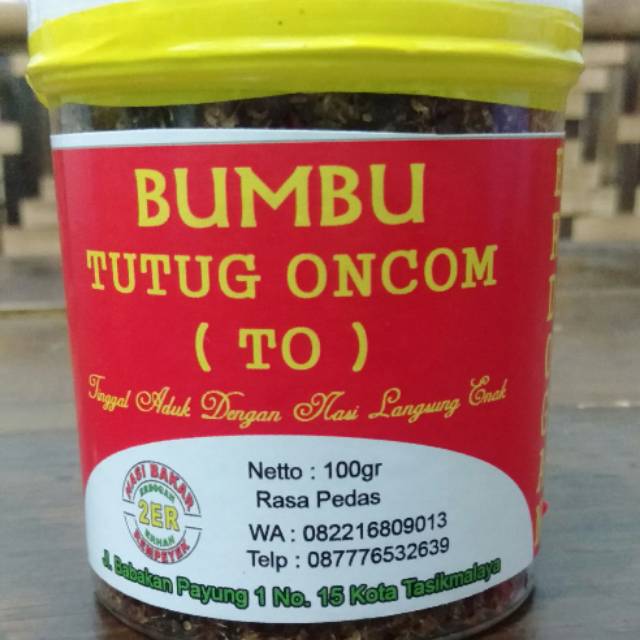 BUMBU
TUTUG ONCOM
( TO )
Tinggal Aduk Dengan Nasi Langsung Enak
NASI BAKAR
2ER
REMPEYEK
Netto : 100gr
Rasa Pedas
WA : 082216809013
Telp : 087776532639
Jl. Babakan Payung 1 No. 15 Kota Tasikmalaya